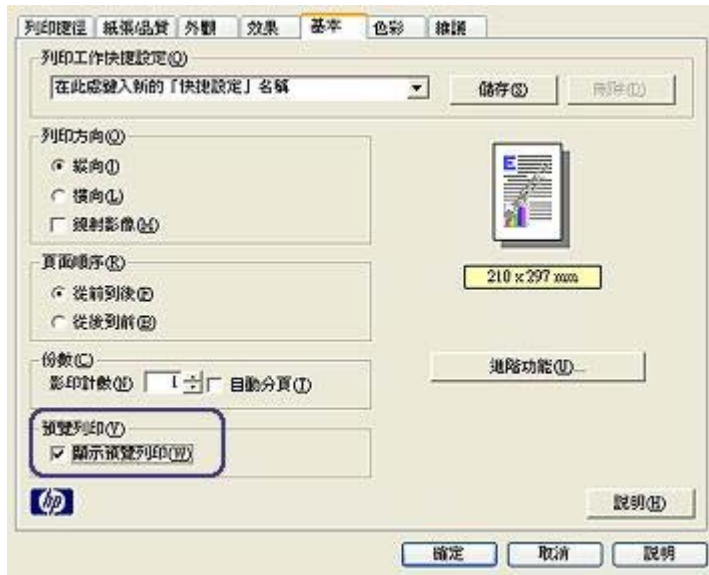 列印捷徑 紙張/品質 外觀 效果 基本 色彩 維護
列印工作快捷設定(Q)
在此處鍵入新的「快捷設定」名稱
儲存(S) 刪除(D)
列印方向(O)
縱向(I)
橫向(L)
鏡射影像(M)
E
210 x 297 mm
頁面順序(R)
從前到後(F)
從後到前(B)
份數(C)
影印計數(N) 1 自動分頁(T)
進階功能(U)...
預覽列印(V)
顯示預覽列印(W)
hp
說明(H)
確定 取消 說明